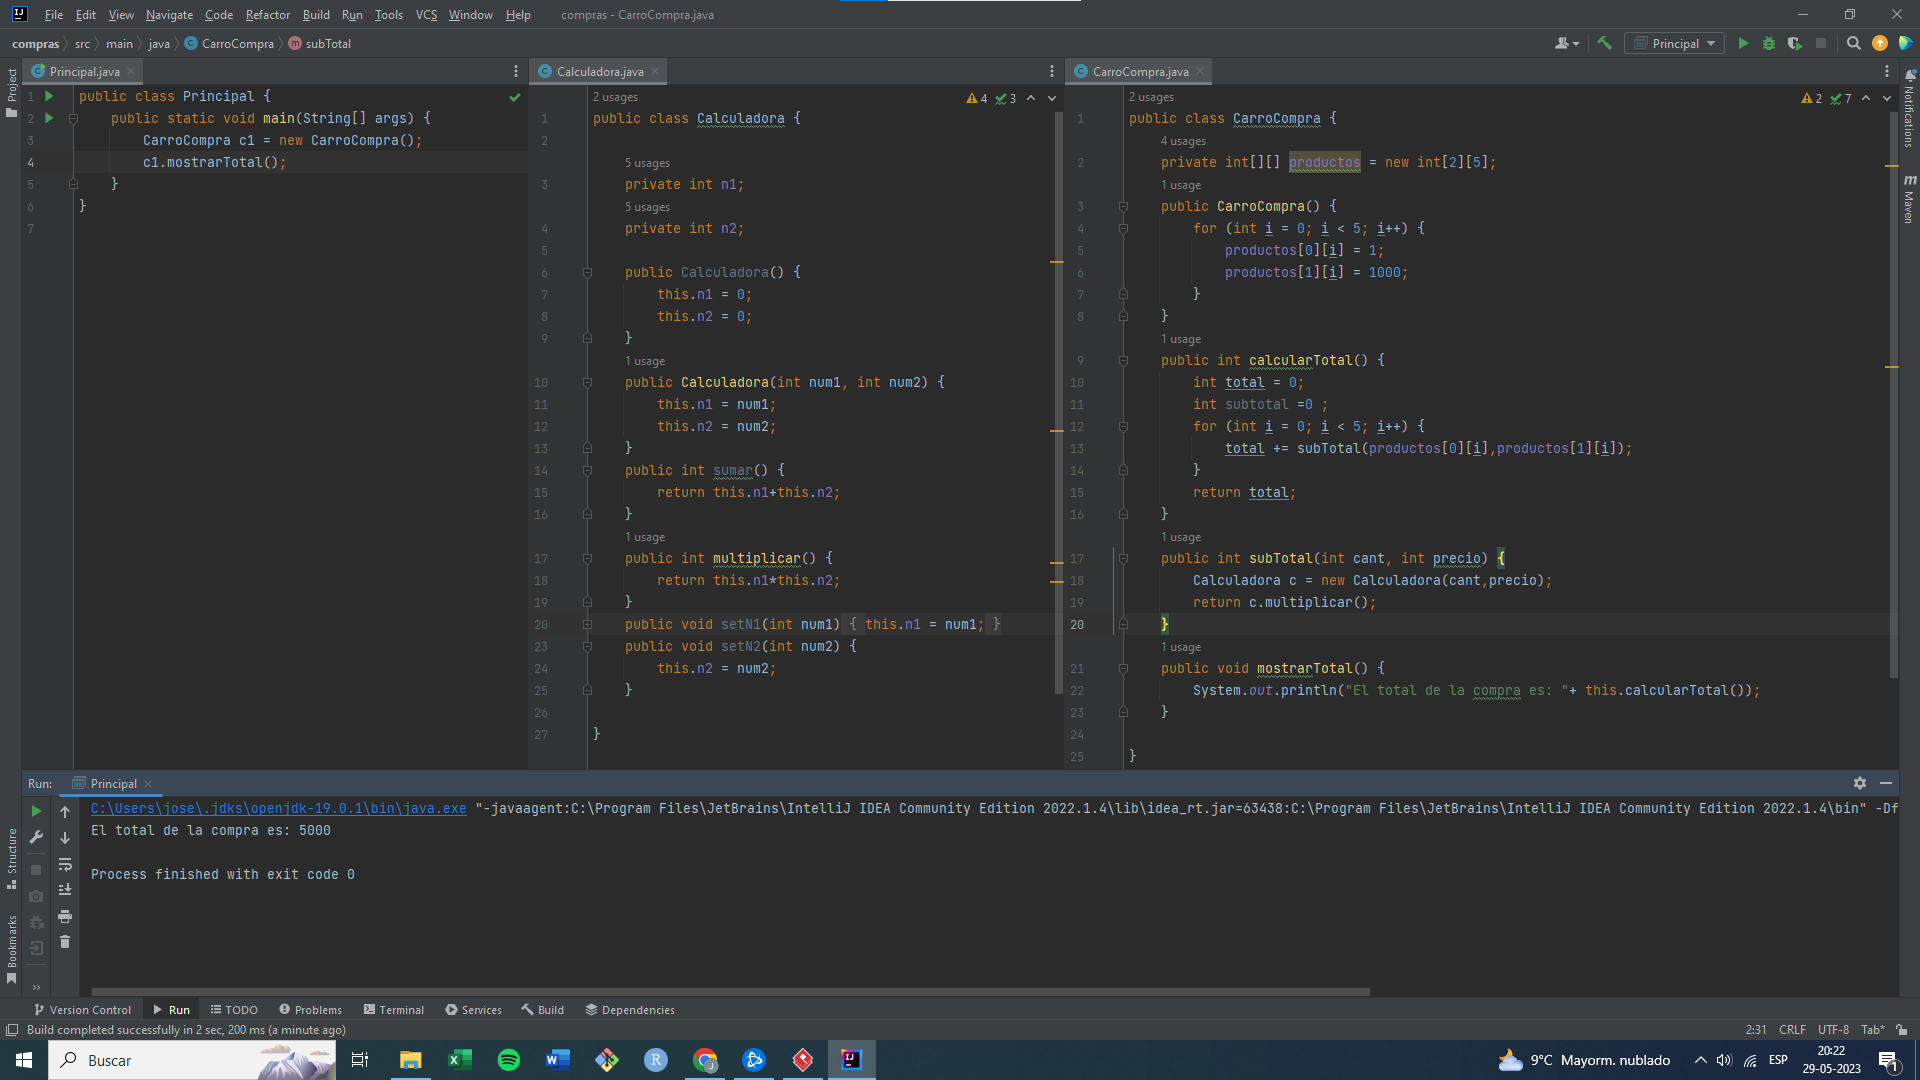 File Edit View Navigate Code Refactor Build Run Tools VCS Window Help compras - CarroCompra.java
compras src main java CarroCompra subTotal Principal
Project
Principal.java
1 public class Principal {
2 public static void main(String[] args) {
3 CarroCompra c1 = new CarroCompra();
4 c1.mostrarTotal();
5 }
6 }
7
Calculadora.java
2 usages 4 3
1 public class Calculadora {
2
5 usages
3 private int n1;
5 usages
4 private int n2;
5
6 public Calculadora() {
7 this.n1 = 0;
8 this.n2 = 0;
9 }
1 usage
10 public Calculadora(int num1, int num2) {
11 this.n1 = num1;
12 this.n2 = num2;
13 }
14 public int sumar() {
15 return this.n1+this.n2;
16 }
1 usage
17 public int multiplicar() {
18 return this.n1*this.n2;
19 }
20 public void setN1(int num1) { this.n1 = num1; }
23 public void setN2(int num2) {
24 this.n2 = num2;
25 }
26
27 }
CarroCompra.java
2 usages 2 7
1 public class CarroCompra {
4 usages
2 private int[][] productos = new int[2][5];
1 usage
3 public CarroCompra() {
4 for (int i = 0; i < 5; i++) {
5 productos[0][i] = 1;
6 productos[1][i] = 1000;
7 }
8 }
1 usage
9 public int calcularTotal() {
10 int total = 0;
11 int subtotal =0 ;
12 for (int i = 0; i < 5; i++) {
13 total += subTotal(productos[0][i],productos[1][i]);
14 }
15 return total;
16 }
1 usage
17 public int subTotal(int cant, int precio) {
18 Calculadora c = new Calculadora(cant,precio);
19 return c.multiplicar();
20 }
1 usage
21 public void mostrarTotal() {
22 System.out.println("El total de la compra es: "+ this.calcularTotal());
23 }
24
25 }
Notifications
m Maven
Run: Principal
C:\Users\jose\.jdks\openjdk-19.0.1\bin\java.exe "-javaagent:C:\Program Files\JetBrains\IntelliJ IDEA Community Edition 2022.1.4\lib\idea_rt.jar=63438:C:\Program Files\JetBrains\IntelliJ IDEA Community Edition 2022.1.4\bin" -Df
El total de la compra es: 5000
Process finished with exit code 0
Structure
Bookmarks
Version Control Run TODO Problems Terminal Services Build Dependencies
Build completed successfully in 2 sec, 200 ms (a minute ago) 2:31 CRLF UTF-8 Tab*
Buscar 9°C Mayorm. nublado ESP 20:22
29-05-2023 1